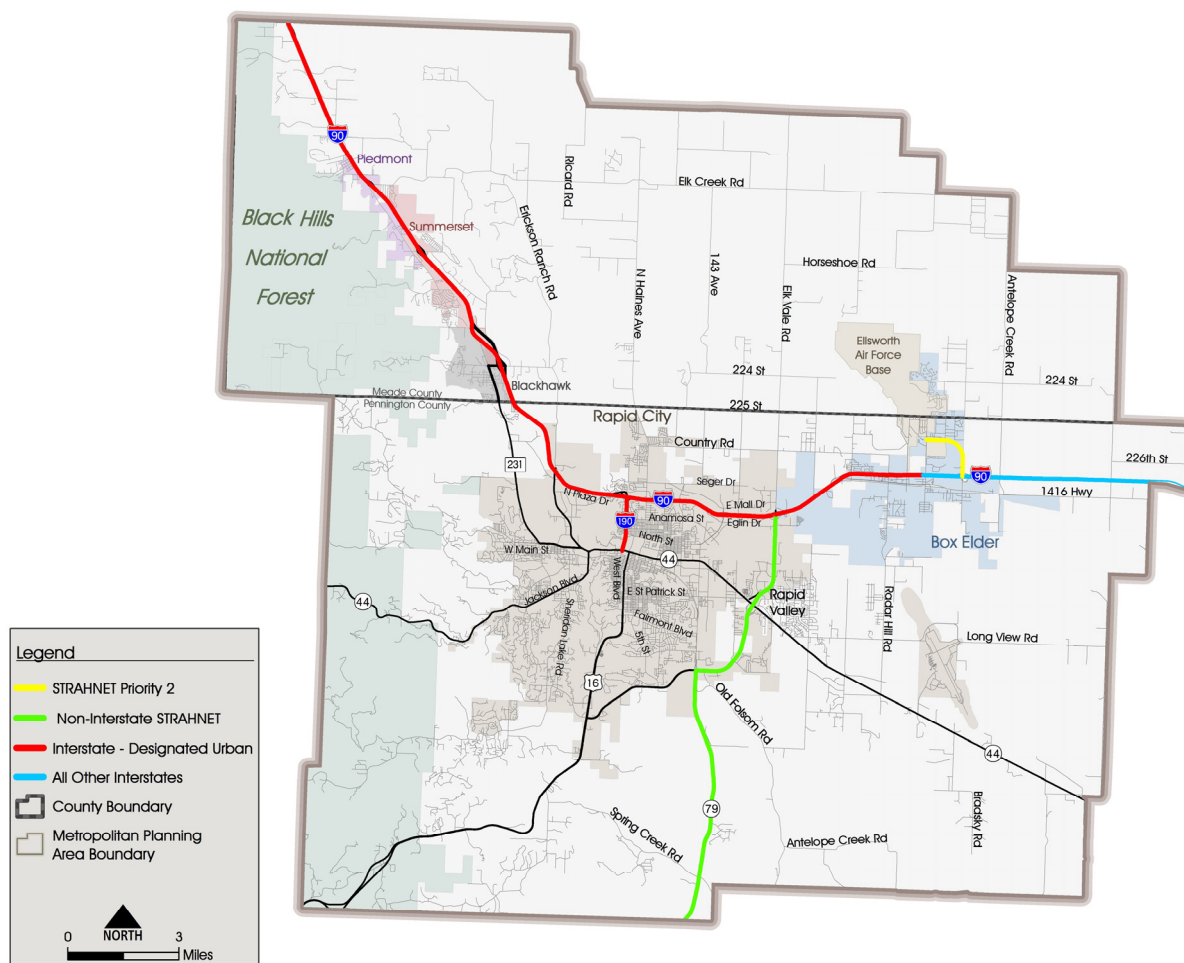 90
Piedmont
Black Hills
National
Forest
Summerset
Erickson Ranch Rd
Ricard Rd
Elk Creek Rd
N Haines Ave
143 Ave
Horseshoe Rd
Elk Vale Rd
Antelope Creek Rd
Ellsworth
Air Force
Base
224 St
224 St
Blackhawk
Meade County
Pennington County
225 St
Rapid City
Country Rd
226th St
231
Seger Dr
90
N Plaza Dr
90
1416 Hwy
E Mall Dr
190
Anamosa St
Eglin Dr
North St
Box Elder
W Main St
44
West Blvd
Jackson Blvd
44
E St Patrick St
Rapid
Valley
Sheridan Lake Rd
Fairmont Blvd
5th St
Radar Hill Rd
Long View Rd
16
Old Folsom Rd
44
79
Spring Creek Rd
Antelope Creek Rd
Bradsky Rd
Legend
STRAHNET Priority 2
Non-Interstate STRAHNET
Interstate - Designated Urban
All Other Interstates
County Boundary
Metropolitan Planning
Area Boundary
NORTH
0 3
Miles